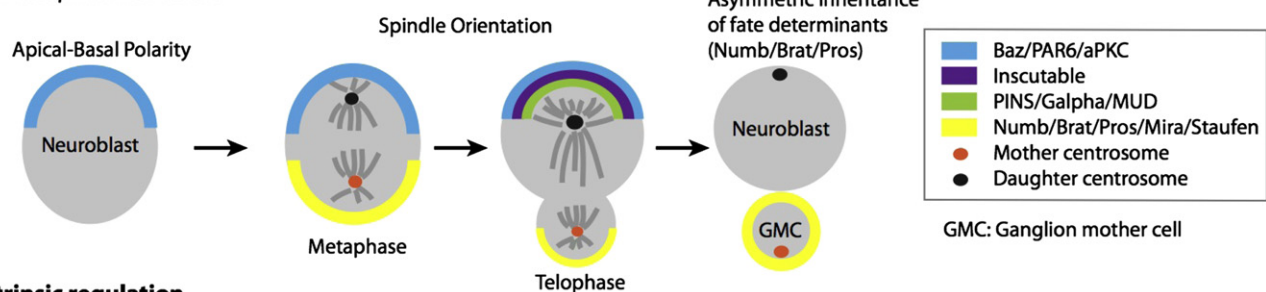 Asymmetric inheritance
of fate determinants
(Numb/Brat/Pros)
Spindle Orientation
Apical-Basal Polarity
Neuroblast
Neuroblast
GMC
Metaphase
Telophase
Baz/PAR6/aPKC
Inscutable
PINS/Galpha/MUD
Numb/Brat/Pros/Mira/Staufen
Mother centrosome
Daughter centrosome
GMC: Ganglion mother cell
regulation